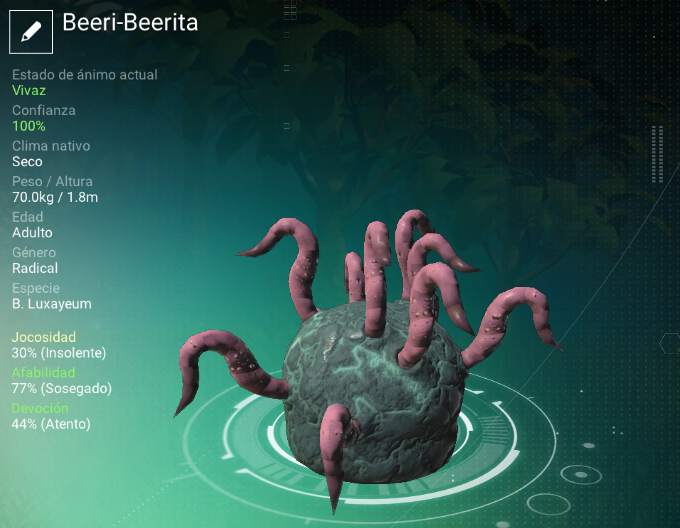 Beeri-Beerita
Estado de ánimo actual
Vivaz
Confianza
100%
Clima nativo
Seco
Peso / Altura
70.0kg / 1.8m
Edad
Adulto
Género
Radical
Especie
B. Luxayeum
Jocosidad
30% (Insolente)
Afabilidad
77% (Sosegado)
Devoción
44% (Atento)